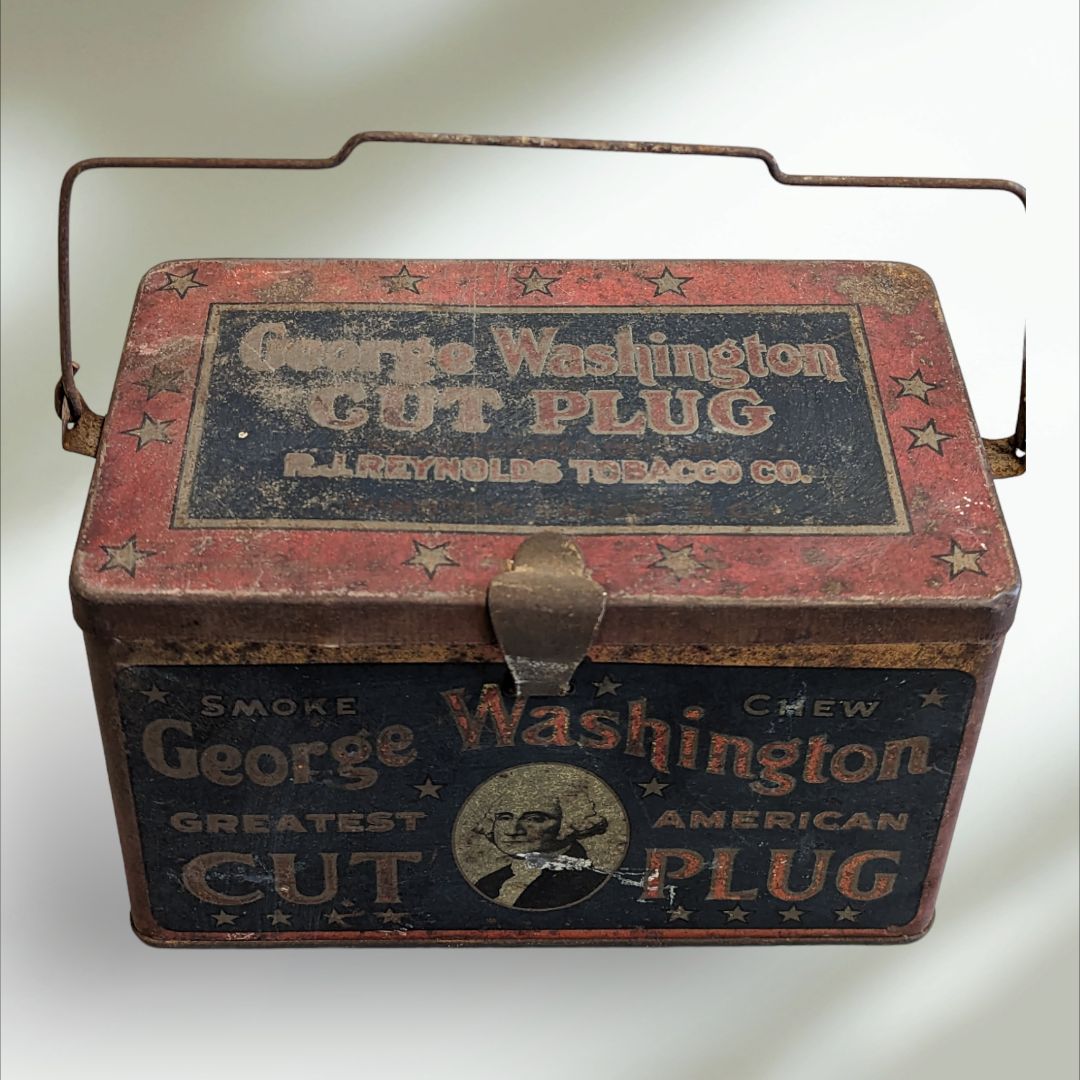 George Washington
CUT PLUG
R.J. REYNOLDS TOBACCO CO.
SMOKE CHEW
George Washington
GREATEST AMERICAN
CUT PLUG